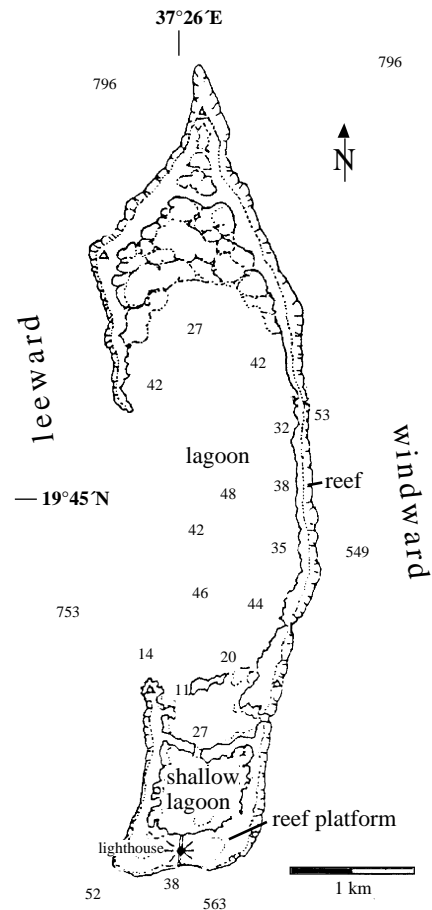 37°26´E
796
796
N
27
42
42
leeward
53
32
lagoon
windward
48
38
reef
19°45´N
42
35
549
46
44
753
14
20
11
27
shallow
lagoon
reef platform
lighthouse
38
52
563
1 km